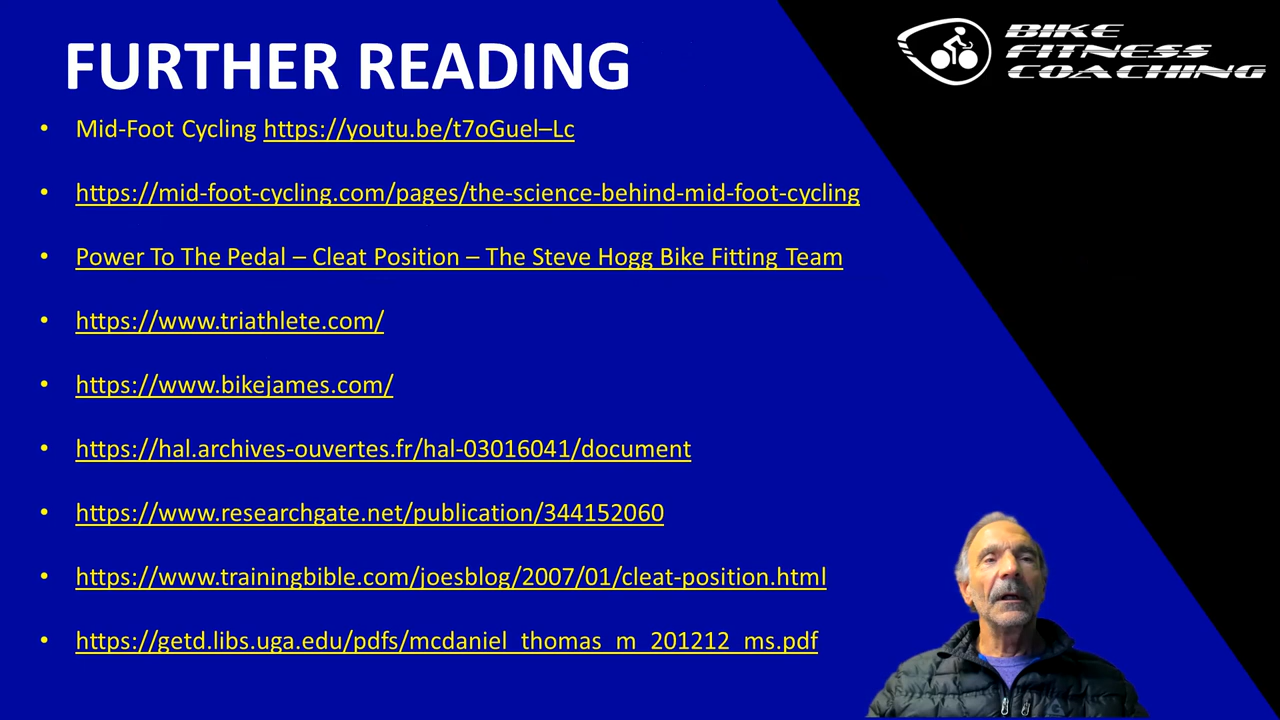 FURTHER READING
BIKE
FITNESS
COACHING
• Mid-Foot Cycling https://youtu.be/t7oGuel–Lc
• https://mid-foot-cycling.com/pages/the-science-behind-mid-foot-cycling
• Power To The Pedal – Cleat Position – The Steve Hogg Bike Fitting Team
• https://www.triathlete.com/
• https://www.bikejames.com/
• https://hal.archives-ouvertes.fr/hal-03016041/document
• https://www.researchgate.net/publication/344152060
• https://www.trainingbible.com/joesblog/2007/01/cleat-position.html
• https://getd.libs.uga.edu/pdfs/mcdaniel_thomas_m_201212_ms.pdf